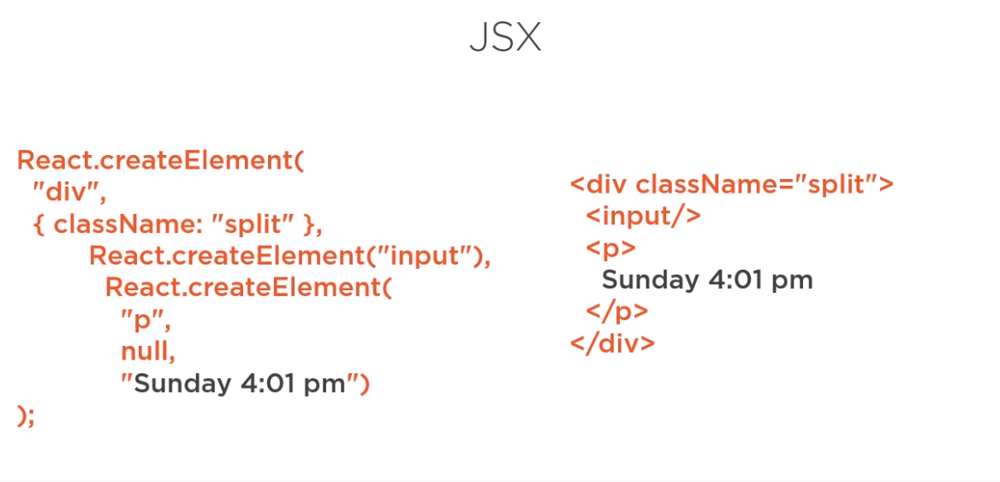 JSX
React.createElement(
"div",
{ className: "split" },
React.createElement("input"),
React.createElement(
"p",
null,
"Sunday 4:01 pm")
);
<div className="split">
<input/>
<p>
Sunday 4:01 pm
</p>
</div>